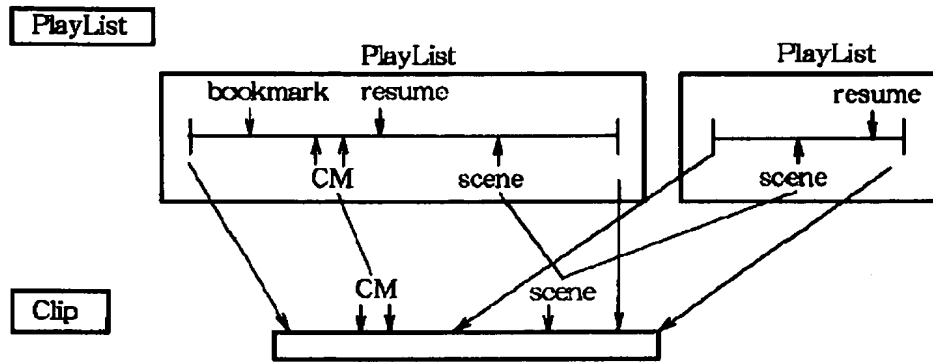 PlayList
PlayList
PlayList
bookmark
resume
resume
CM
scene
scene
CM
scene
Clip